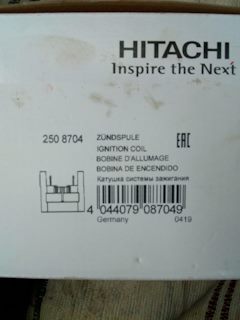 HITACHI
Inspire the Next
250 8704
ZÜNDSPULE
IGNITION COIL
BOBINE D'ALLUMAGE
BOBINA DE ENCENDIDO
Катушка системы зажигания
EAC
4 044079 087049
Germany 0419